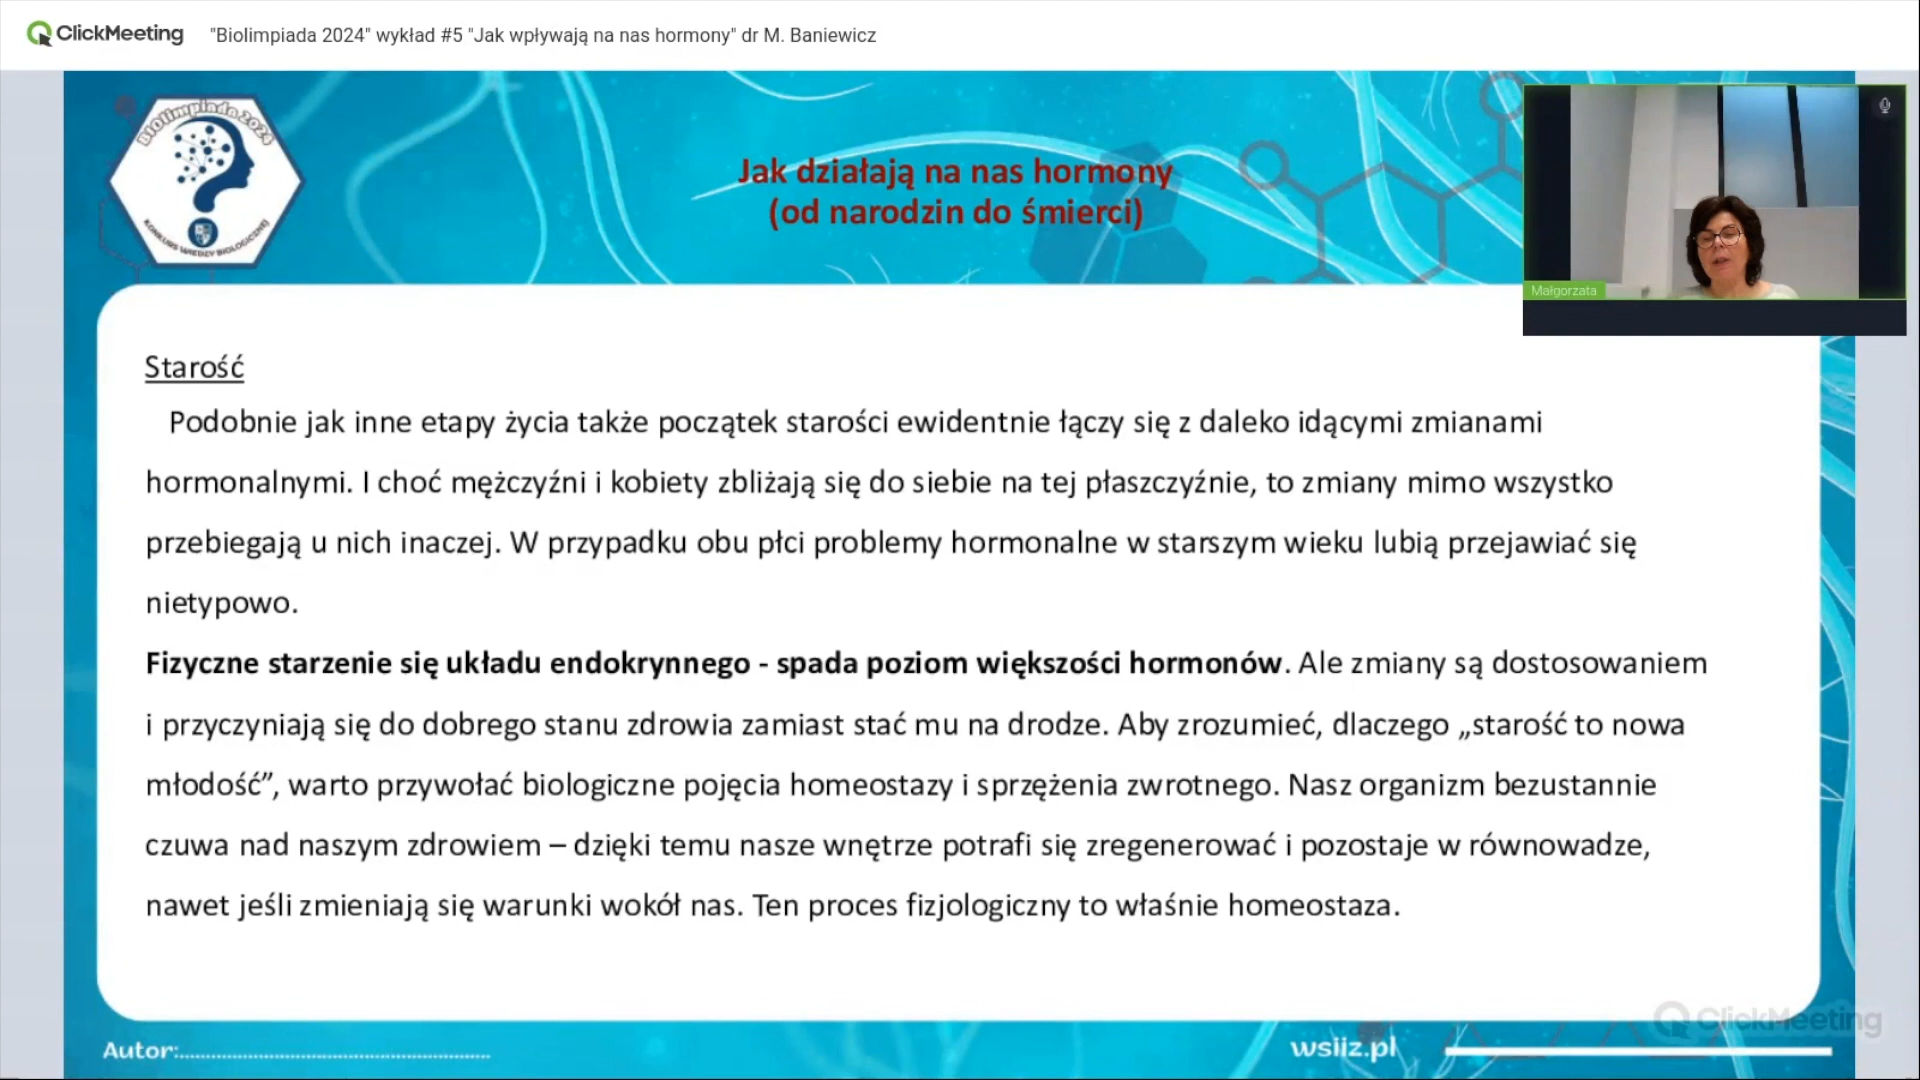 ClickMeeting "Biolimpiada 2024" wykład #5 "Jak wpływają na nas hormony" dr M. Baniewicz
Biolimpiada 2024
KONKURS WIEDZY BIOLOGICZNEJ
Jak działają na nas hormony
(od narodzin do śmierci)
Małgorzata
Starość
Podobnie jak inne etapy życia także początek starości ewidentnie łączy się z daleko idącymi zmianami
hormonalnymi. I choć mężczyźni i kobiety zbliżają się do siebie na tej płaszczyźnie, to zmiany mimo wszystko
przebiegają u nich inaczej. W przypadku obu płci problemy hormonalne w starszym wieku lubią przejawiać się
nietypowo.
Fizyczne starzenie się układu endokrynnego - spada poziom większości hormonów. Ale zmiany są dostosowaniem
i przyczyniają się do dobrego stanu zdrowia zamiast stać mu na drodze. Aby zrozumieć, dlaczego „starość to nowa
młodość”, warto przywołać biologiczne pojęcia homeostazy i sprzężenia zwrotnego. Nasz organizm bezustannie
czuwa nad naszym zdrowiem – dzięki temu nasze wnętrze potrafi się zregenerować i pozostaje w równowadze,
nawet jeśli zmieniają się warunki wokół nas. Ten proces fizjologiczny to właśnie homeostaza.
ClickMeeting
Autor:....................................................
wsiiz.pl